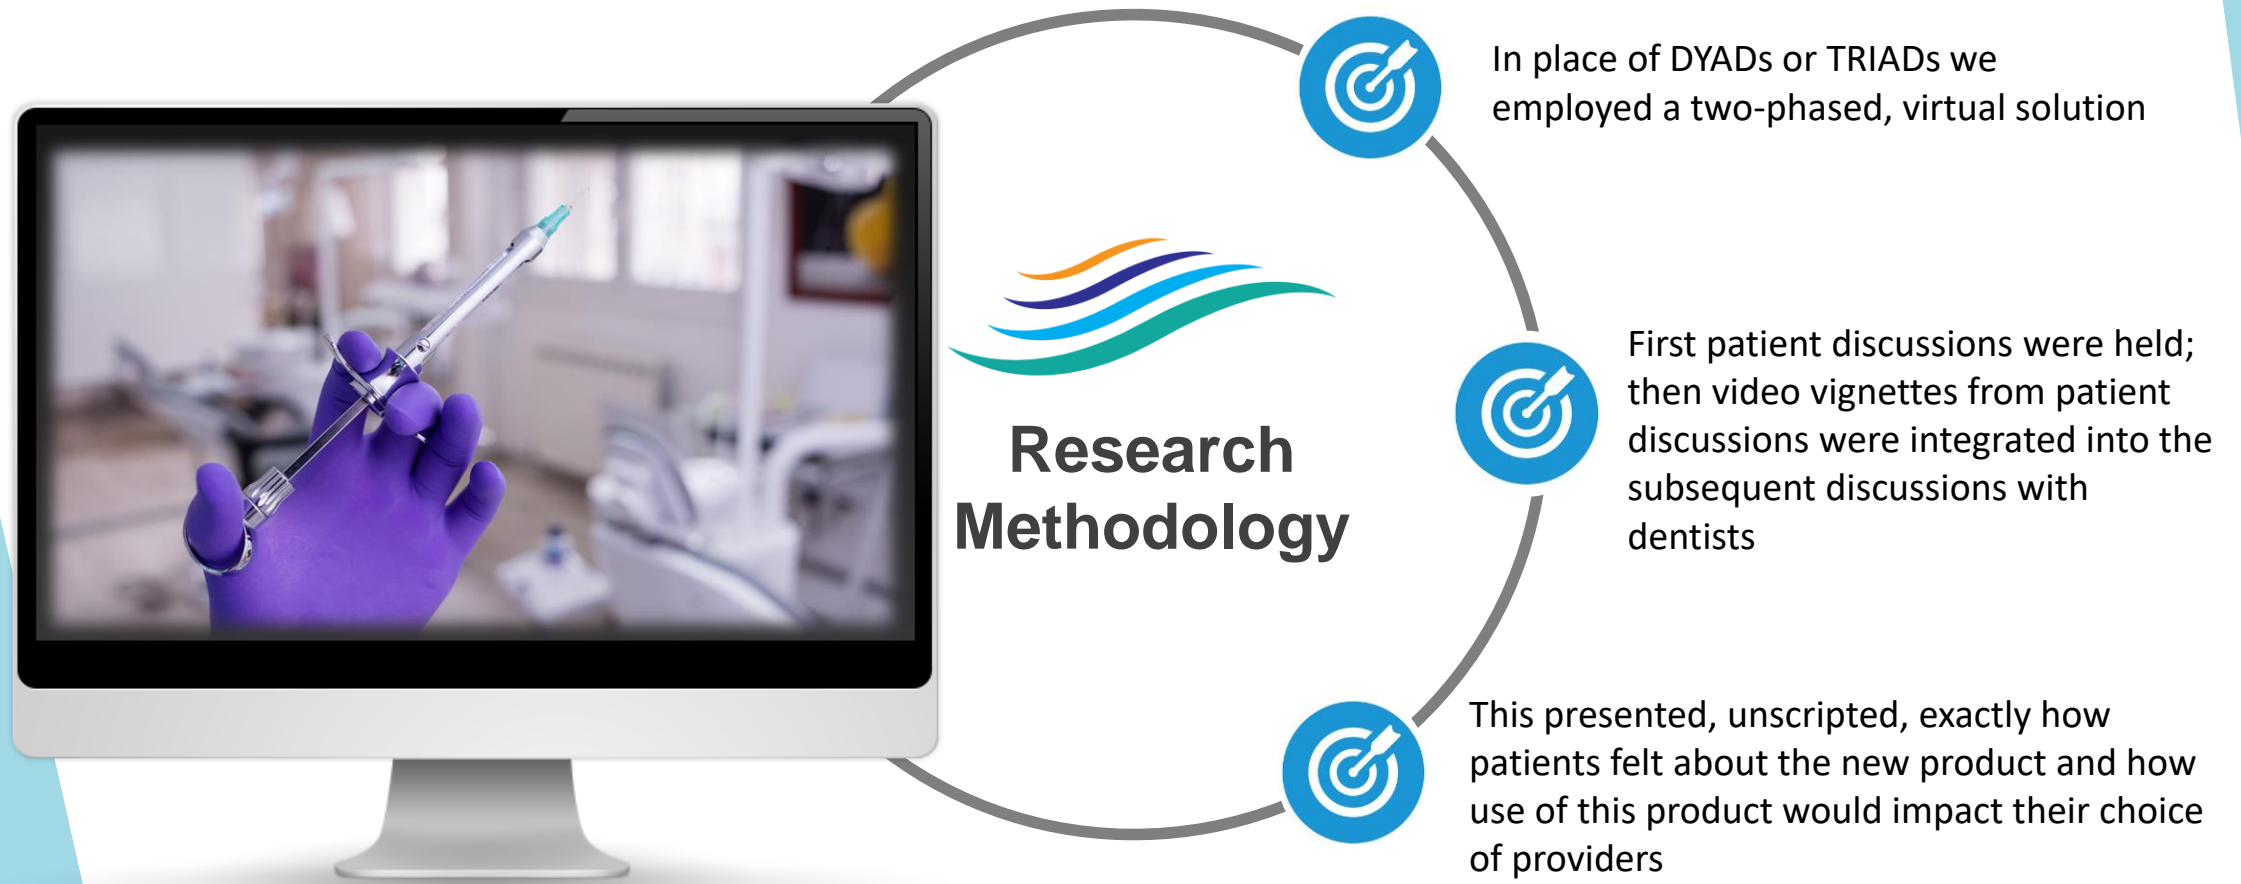 In place of DYADs or TRIADs we
employed a two-phased, virtual solution
Research
Methodology
First patient discussions were held;
then video vignettes from patient
discussions were integrated into the
subsequent discussions with
dentists
This presented, unscripted, exactly how
patients felt about the new product and how
use of this product would impact their choice
of providers